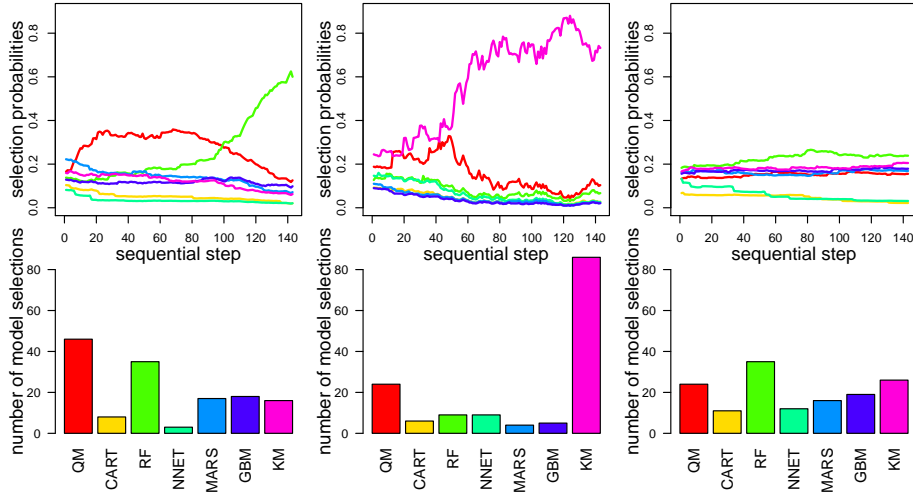 selection probabilities
0.0 0.2 0.4 0.6 0.8
0 20 40 60 80 100 120 140
sequential step
selection probabilities
0.0 0.2 0.4 0.6 0.8
0 20 40 60 80 100 120 140
sequential step
selection probabilities
0.0 0.2 0.4 0.6 0.8
0 20 40 60 80 100 120 140
sequential step
number of model selections
0 20 40 60 80
QM CART RF NNET MARS GBM KM
number of model selections
0 20 40 60 80
QM CART RF NNET MARS GBM KM
number of model selections
0 20 40 60 80
QM CART RF NNET MARS GBM KM